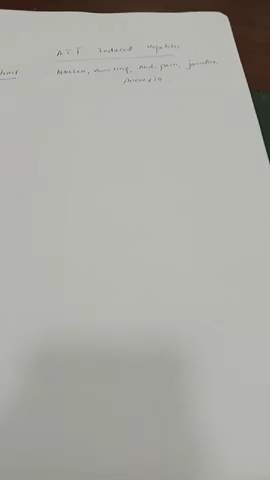 ATT Induced Hepatitis
Nausea, vomiting, Abd. pain, jaundice,
Anorexia.